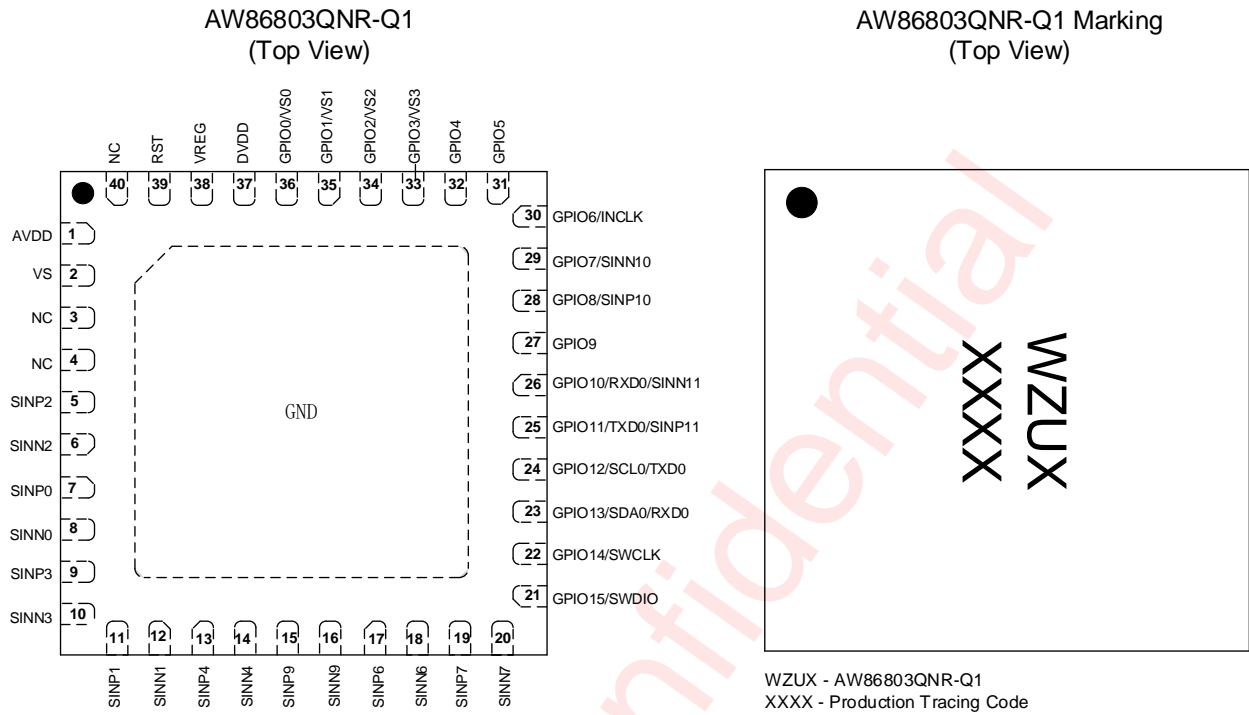 AW86803QNR-Q1
(Top View)
NC
RST
VREG
DVDD
GPIO0/VS0
GPIO1/VS1
GPIO2/VS2
GPIO3/VS3
GPIO4
GPIO5
40
39
38
37
36
35
34
33
32
31
AVDD 1
VS 2
NC 3
NC 4
SINP2 5
SINN2 6
SINP0 7
SINN0 8
SINP3 9
SINN3 10
GND
30 GPIO6/INCLK
29 GPIO7/SINN10
28 GPIO8/SINP10
27 GPIO9
26 GPIO10/RXD0/SINN11
25 GPIO11/TXD0/SINP11
24 GPIO12/SCL0/TXD0
23 GPIO13/SDA0/RXD0
22 GPIO14/SWCLK
21 GPIO15/SWDIO
11
12
13
14
15
16
17
18
19
20
SINP1
SINN1
SINP4
SINN4
SINP9
SINN9
SINP6
SINN6
SINP7
SINN7
AW86803QNR-Q1 Marking
(Top View)
WZUX
XXXX
WZUX - AW86803QNR-Q1
XXXX - Production Tracing Code
nfidential